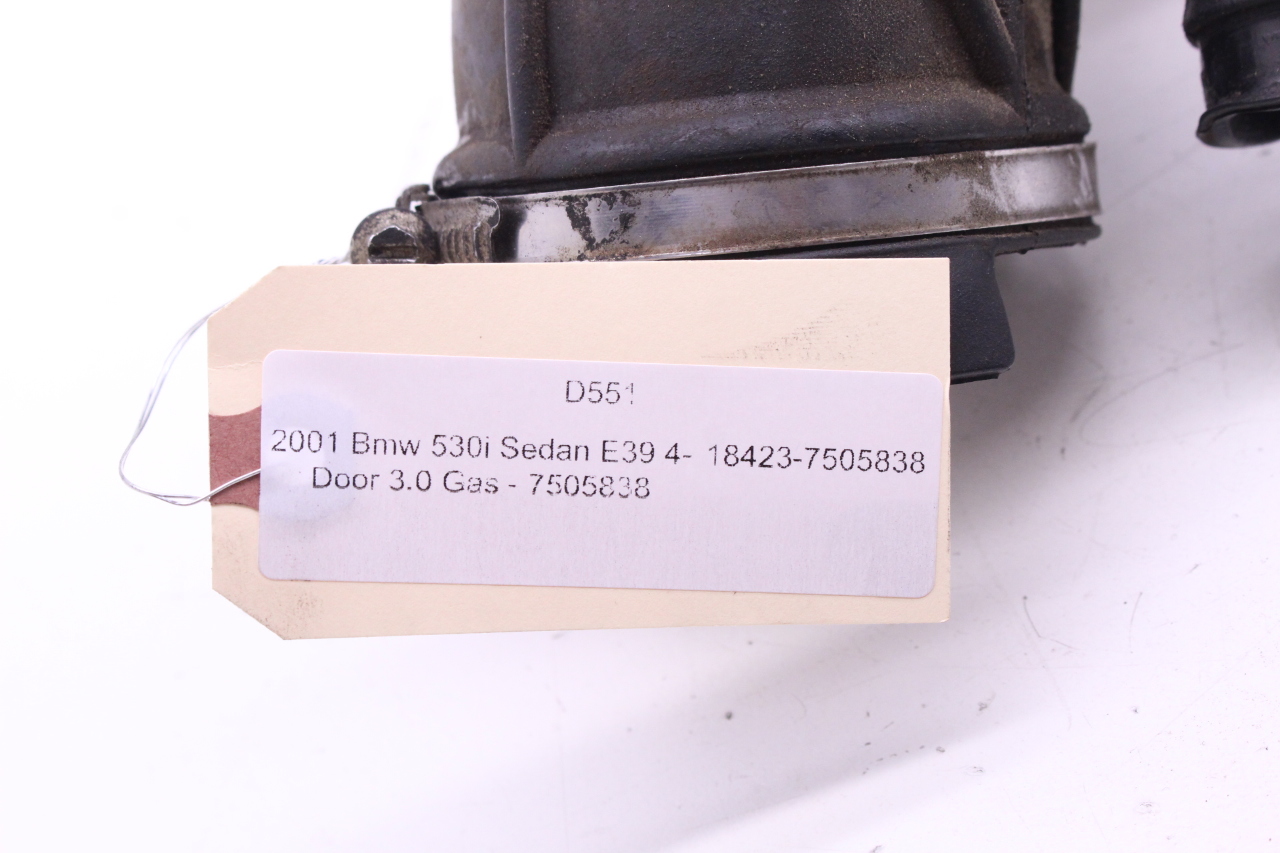 D551
2001 Bmw 530i Sedan E39 4- 18423-7505838
Door 3.0 Gas - 7505838